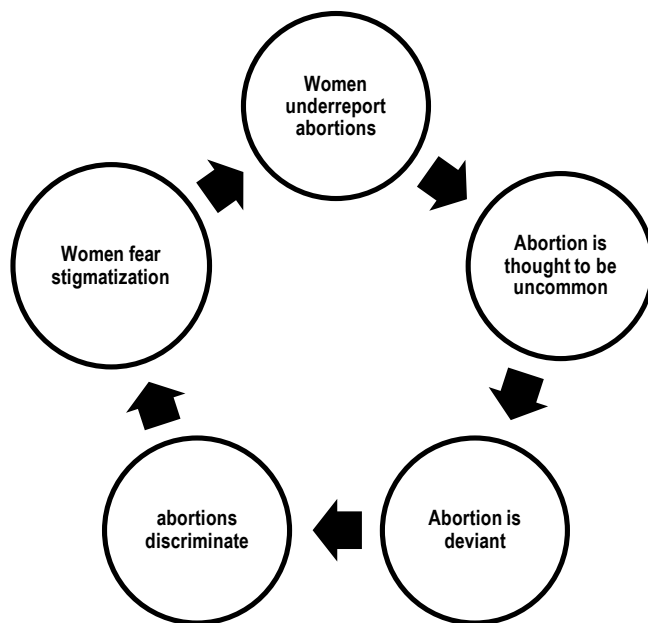 Women
underreport
abortions
Abortion is
thought to be
uncommon
Abortion is
deviant
abortions
discriminate
Women fear
stigmatization